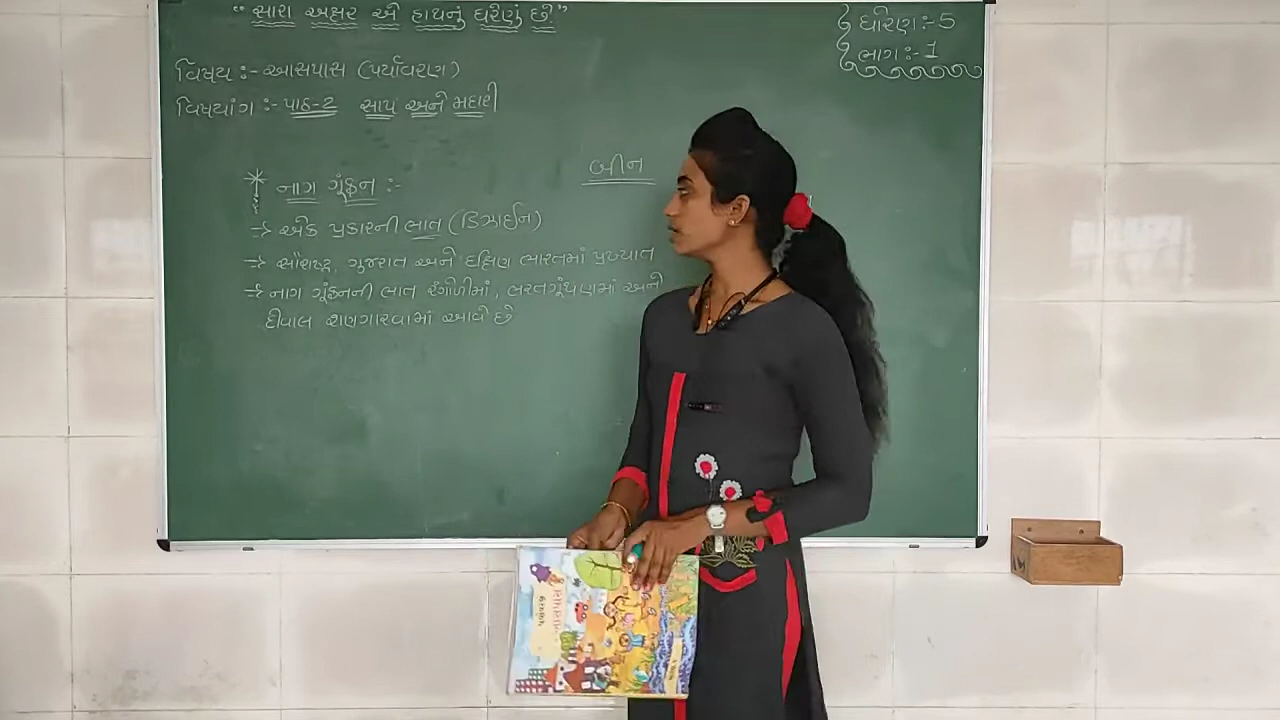 “સારા અક્ષર એ હાથનું ઘરેણું છે.”
ધોરણ:-5
ભાગ:-1
વિષય:- આસપાસ (પર્યાવરણ)
વિષયાંગ:- પાઠ-2 સાપ અને મદારી
બીન
નાગ ગૂંફન:-
→ એક પ્રકારની ભાત (ડિઝાઈન)
→ સૌરાષ્ટ્ર, ગુજરાત અને દક્ષિણ ભારતમાં પ્રખ્યાત
→ નાગ ગૂંફનની ભાત રંગોળીમાં, ભરતગૂંથણમાં અને
દીવાલ શણગારવામાં આવે છે
આસપાસ